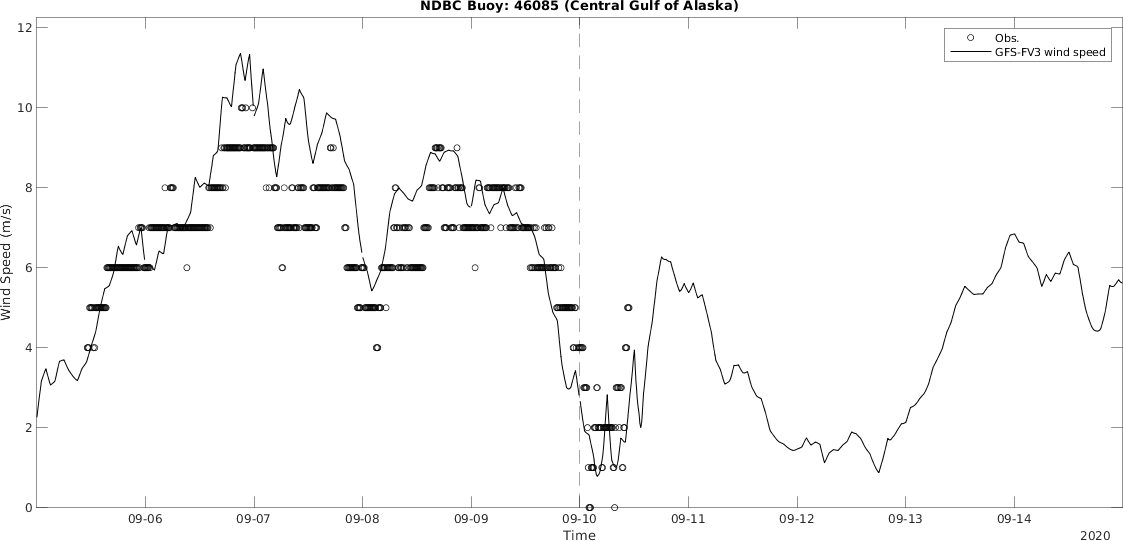 NDBC Buoy: 46085 (Central Gulf of Alaska)
Obs.
GFS-FV3 wind speed
Wind Speed (m/s)
12
10
8
6
4
2
0
09-06 09-07 09-08 09-09 09-10 09-11 09-12 09-13 09-14
Time
2020